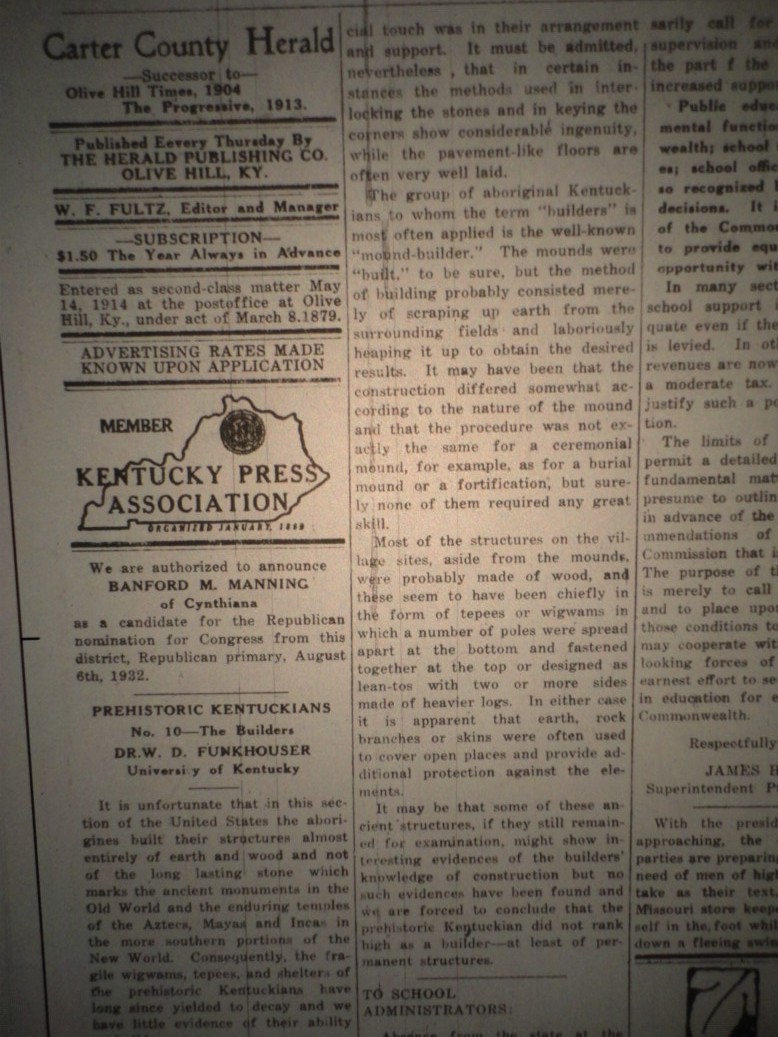 Carter County Herald
—Successor to—
Olive Hill Times, 1904
The Progressive, 1913.
Published Eevery Thursday By
THE HERALD PUBLISHING CO.
OLIVE HILL, KY.
W. F. FULTZ, Editor and Manager
—SUBSCRIPTION—
$1.50 The Year Always in Advance
Entered as second-class matter May
14, 1914 at the postoffice at Olive
Hill, Ky., under act of March 8.1879.
ADVERTISING RATES MADE
KNOWN UPON APPLICATION
MEMBER
KENTUCKY PRESS
ASSOCIATION
ORGANIZED JANUARY, 1869
We are authorized to announce
BANFORD M. MANNING
of Cynthiana
as a candidate for the Republican
nomination for Congress from this
district, Republican primary, August
6th, 1932.
PREHISTORIC KENTUCKIANS
No. 10—The Builders
DR.W. D. FUNKHOUSER
Universi y of Kentucky
It is unfortunate that in this sec-
tion of the United States the abori-
gines built their structures almost
entirely of earth and wood and not
of the long lasting stone which
marks the ancient monuments in the
Old World and the enduring temples
of the Aztecs, Mayas and Incas in
the more southern portions of the
New World. Consequently, the fra-
gile wigwams, tepees, and shelters of
the prehistoric Kentuckians have
long since yielded to decay and we
have little evidence of their ability
cial touch was in their arrangement
and support. It must be admitted,
nevertheless , that in certain in-
stances the methods used in inter-
locking the stones and in keying the
corners show considerable ingenuity,
while the pavement-like floors are
often very well laid.
The group of aboriginal Kentuck-
ians to whom the term "builders" is
most often applied is the well-known
"mound-builder." The mounds were
"built," to be sure, but the method
of building probably consisted mere-
ly of scraping up earth from the
surrounding fields and laboriously
heaping it up to obtain the desired
results. It may have been that the
construction differed somewhat ac-
cording to the nature of the mound
and that the procedure was not ex-
actly the same for a ceremonial
mound, for example, as for a burial
mound or a fortification, but sure-
ly none of them required any great
skill.
Most of the structures on the vil-
lage sites, aside from the mounds,
were probably made of wood, and
these seem to have been chiefly in
the form of tepees or wigwams in
which a number of poles were spread
apart at the bottom and fastened
together at the top or designed as
lean-tos with two or more sides
made of heavier logs. In either case
it is apparent that earth, rock
branches or skins were often used
to cover open places and provide ad-
ditional protection against the ele-
ments.
It may be that some of these an-
cient structures, if they still remain-
ed for examination, might show in-
teresting evidences of the builders'
knowledge of construction but no
such evidences have been found and
we are forced to conclude that the
prehistoric Kentuckian did not rank
high as a builder—at least of per-
manent structures.
TO SCHOOL
ADMINISTRATORS:
Absence from the state at the
sarily call for
supervision and
the part f the
increased suppo
Public educ
mental functio
wealth; school
es; school offic
so recognized
decisions. It i
of the Commo
to provide equ
opportunity wit
In many sect
school support
quate even if the
is levied. In ot
revenues are now
a moderate tax.
justify such a po
tion.
The limits of
permit a detailed
fundamental mat
presume to outlin
in advance of the
mmendations of
Commission that i
The purpose of t
is merely to call
and to place upo
those conditions to
may cooperate wit
looking forces of
earnest effort to se
in education for e
Commonwealth.
Respectfully
JAMES H
Superintendent P
With the presid
approaching, the
parties are preparin
need of men of high
take as their text,
Missouri store keepe
self in the foot whil
down a fleeing swin